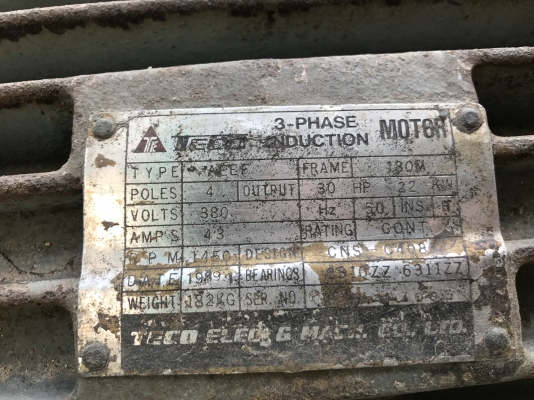 3-PHASE
TECO INDUCTION MOTOR
TYPE AEEF FRAME 180M
POLES 4 OUTPUT 30 HP 22 KW
VOLTS 380 Hz 50 INS
AMPS 43 RATING CONT
R.P.M. 1450 DESIGN CNS
DATE 1989 BEARINGS 6311ZZ
WEIGHT 182KG SER. NO.
TECO ELEC. & MACH. CO., LTD.